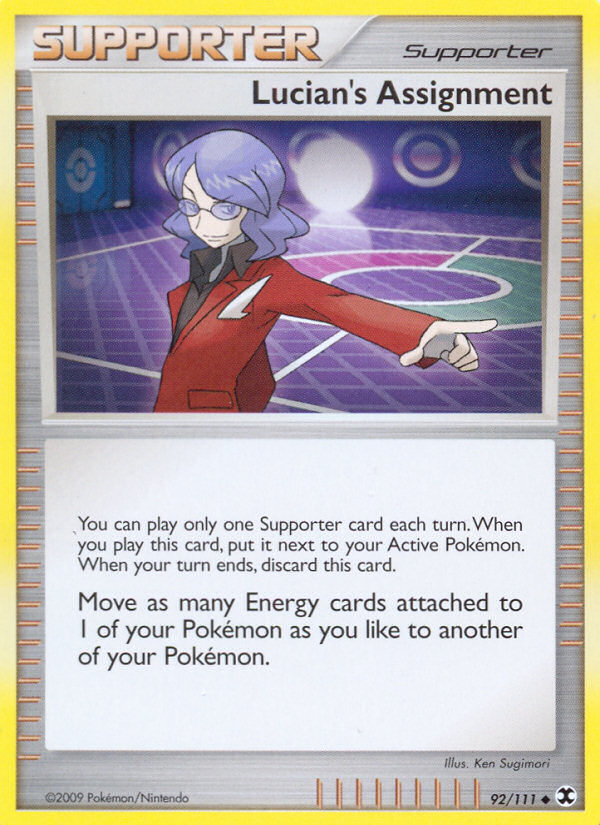 SUPPORTER
Supporter
Lucian's Assignment
You can play only one Supporter card each turn. When
you play this card, put it next to your Active Pokémon.
When your turn ends, discard this card.
Move as many Energy cards attached to
1 of your Pokémon as you like to another
of your Pokémon.
Illus. Ken Sugimori
©2009 Pokémon/Nintendo
92/111